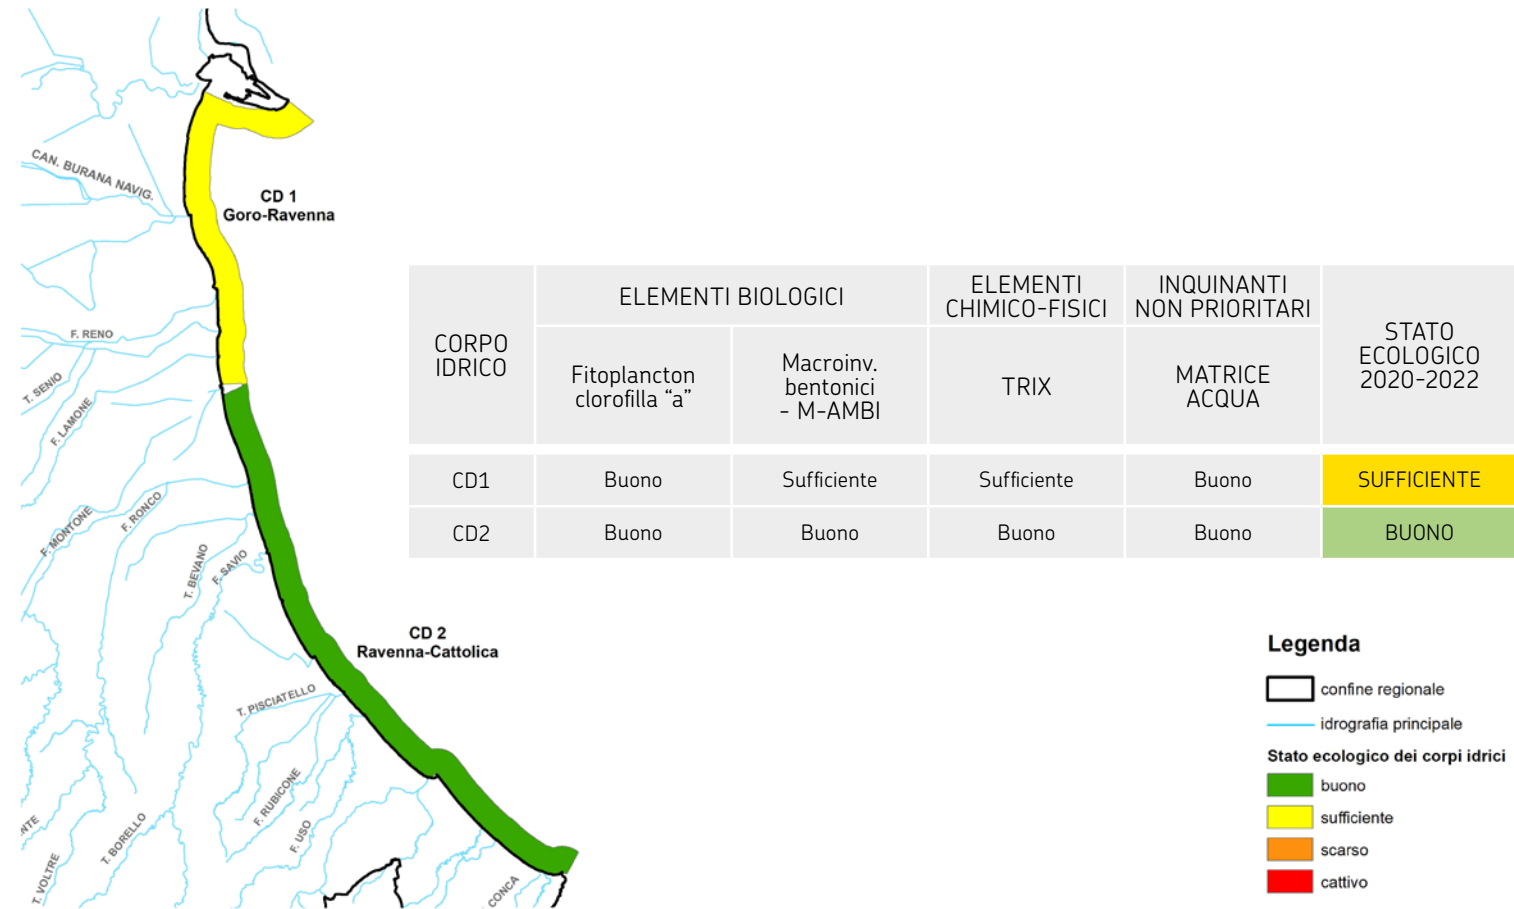 CAN. BURANA NAVIG.
CD 1
Goro-Ravenna
F. RENO
T. SENIO
F. LAMONE
F. MONTONE
F. RONCO
T. BEVANO
F. SAVIO
CD 2
Ravenna-Cattolica
T. PISCIATELLO
F. RUBICONE
F. USO
T. BORELLO
T. VOLTRE
NTE
CONCA
CORPO
IDRICO
ELEMENTI BIOLOGICI
ELEMENTI
CHIMICO-FISICI
INQUINANTI
NON PRIORITARI
STATO
ECOLOGICO
2020-2022
Fitoplancton
clorofilla “a”
Macroinv.
bentonici
- M-AMBI
TRIX
MATRICE
ACQUA
CD1 Buono Sufficiente Sufficiente Buono SUFFICIENTE
CD2 Buono Buono Buono Buono BUONO
Legenda
confine regionale
idrografia principale
Stato ecologico dei corpi idrici
buono
sufficiente
scarso
cattivo